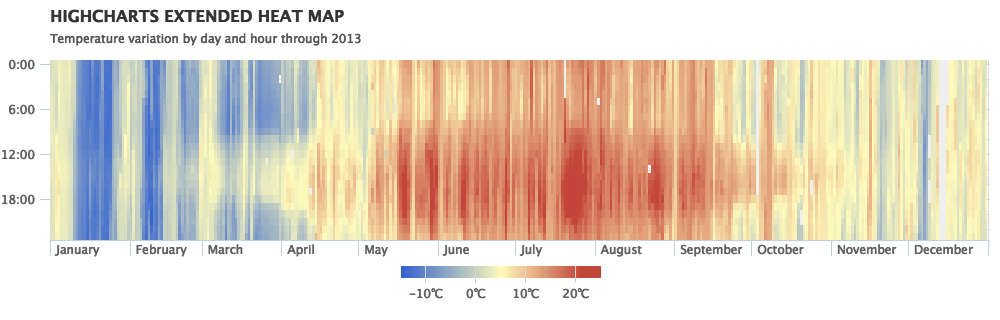 HIGHCHARTS EXTENDED HEAT MAP
Temperature variation by day and hour through 2013
0:00
6:00
12:00
18:00
January February March April May June July August September October November December
-10℃ 0℃ 10℃ 20℃